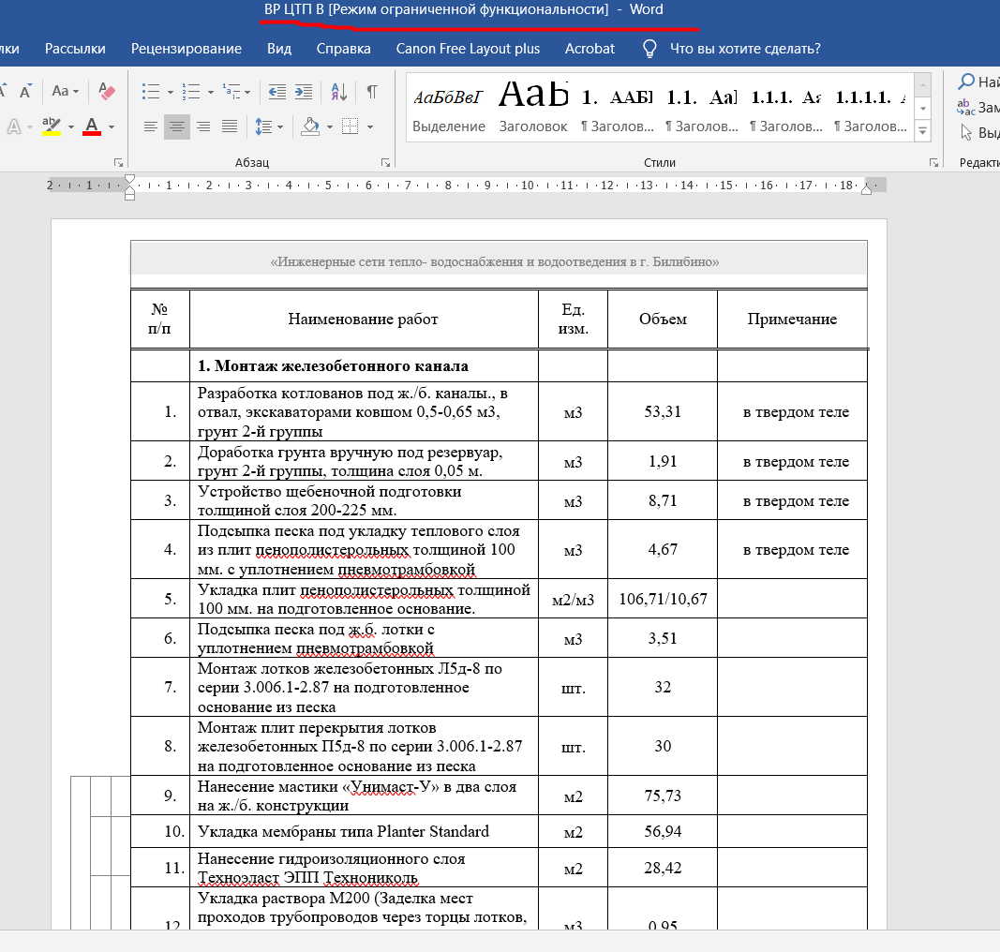 ВР ЦТП В [Режим ограниченной функциональности] - Word
лки Рассылки Рецензирование Вид Справка Canon Free Layout plus Acrobat Что вы хотите сделать?
Aa
АаБбВвГ АаБ 1. ААБ 1.1. Аа 1.1.1. Аа 1.1.1.1.
Выделение Заголовок ¶ Заголов... ¶ Заголов... ¶ Заголов... ¶ Заголов...
Най
Зам
Выд
Абзац Стили Редакти
2 1 1 2 3 4 5 6 7 8 9 10 11 12 13 14 15 16 17 18
«Инженерные сети тепло- водоснабжения и водоотведения в г. Билибино»
№
п/п
Наименование работ
Ед.
изм.
Объем
Примечание
1. Монтаж железобетонного канала
1.
Разработка котлованов под ж./б. каналы., в
отвал, экскаваторами ковшом 0,5-0,65 м3,
грунт 2-й группы
м3
53,31
в твердом теле
2.
Доработка грунта вручную под резервуар,
грунт 2-й группы, толщина слоя 0,05 м.
м3
1,91
в твердом теле
3.
Устройство щебеночной подготовки
толщиной слоя 200-225 мм.
м3
8,71
в твердом теле
4.
Подсыпка песка под укладку теплового слоя
из плит пенополистерольных толщиной 100
мм. с уплотнением пневмотрамбовкой
м3
4,67
в твердом теле
5.
Укладка плит пенополистерольных толщиной
100 мм. на подготовленное основание.
м2/м3
106,71/10,67
6.
Подсыпка песка под ж.б. лотки с
уплотнением пневмотрамбовкой
м3
3,51
7.
Монтаж лотков железобетонных Л5д-8 по
серии 3.006.1-2.87 на подготовленное
основание из песка
шт.
32
8.
Монтаж плит перекрытия лотков
железобетонных П5д-8 по серии 3.006.1-2.87
на подготовленное основание из песка
шт.
30
9.
Нанесение мастики «Унимаст-У» в два слоя
на ж./б. конструкции
м2
75,73
10.
Укладка мембраны типа Planter Standard
м2
56,94
11.
Нанесение гидроизоляционного слоя
Техноэласт ЭПП Технониколь
м2
28,42
12.
Укладка раствора М200 (Заделка мест
проходов трубопроводов через торцы лотков,
м3
0,95